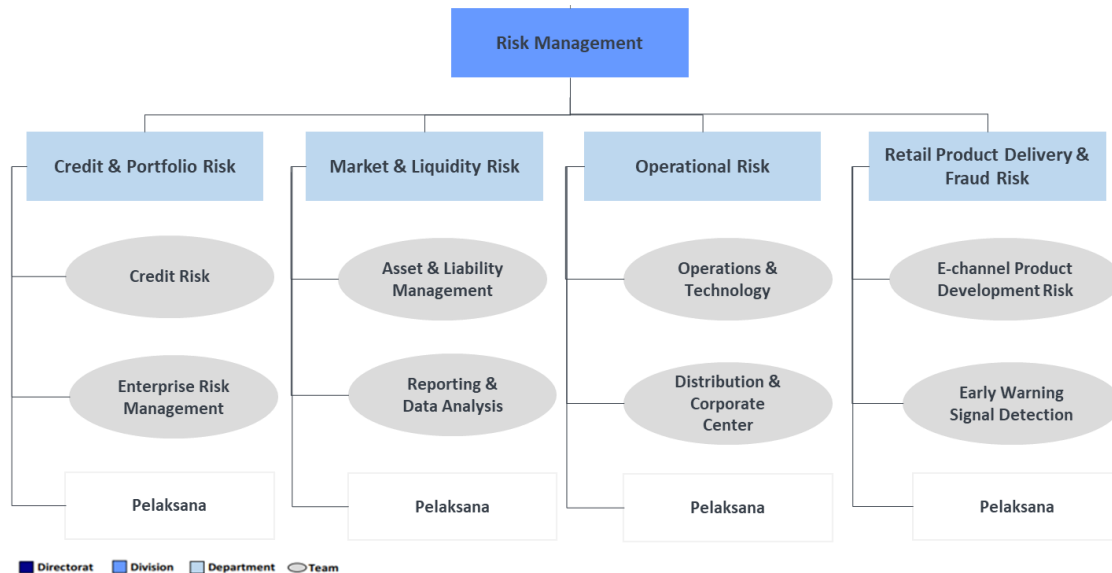 Risk Management
Credit & Portfolio Risk
Market & Liquidity Risk
Operational Risk
Retail Product Delivery &
Fraud Risk
Credit Risk
Asset & Liability
Management
Operations &
Technology
E-channel Product
Development Risk
Enterprise Risk
Management
Reporting &
Data Analysis
Distribution &
Corporate
Center
Early Warning
Signal Detection
Pelaksana
Pelaksana
Pelaksana
Pelaksana
Directorat
Division
Department
Team